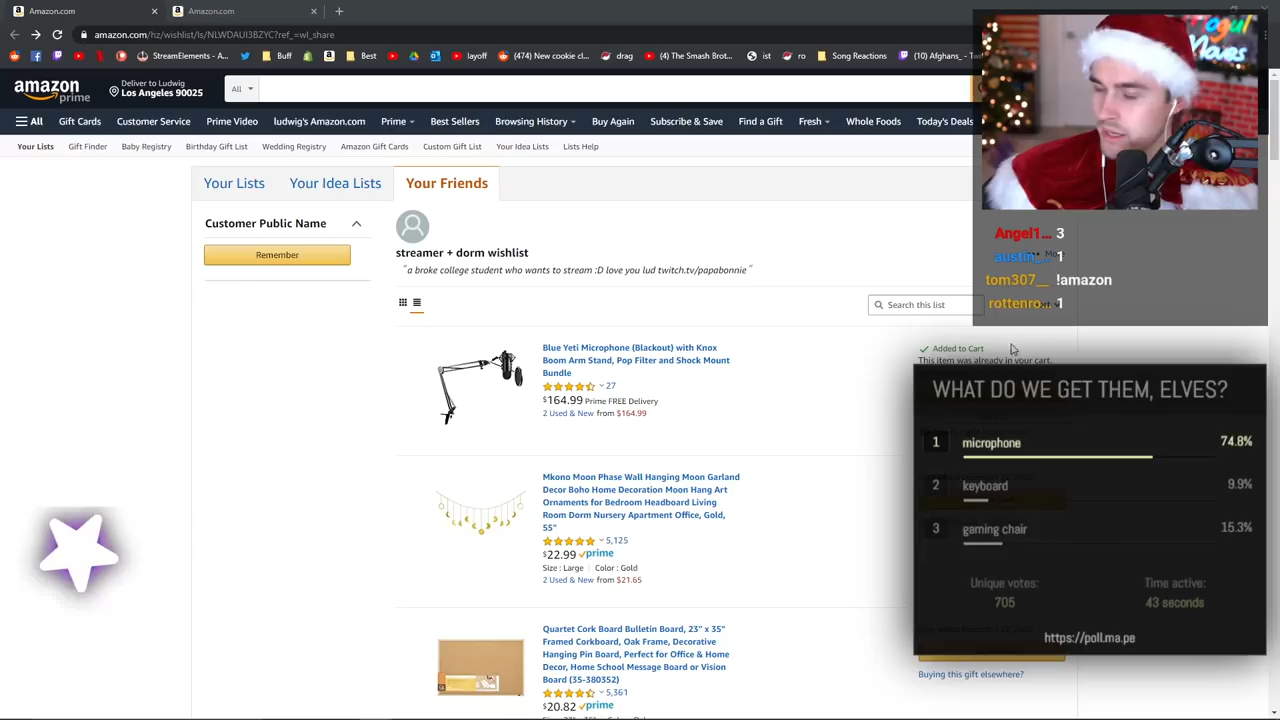 Amazon.com
Amazon.com
amazon.com/hz/wishlist/ls/NLWDAUI3BZYC?ref_=wl_share
StreamElements - A...
Buff
Best
layoff
(474) New cookie cl...
drag
(4) The Smash Brot...
ist
ro
Song Reactions
(10) Afghans_ - Tw
amazon
prime
Deliver to Ludwig
Los Angeles 90025
All
All
Gift Cards
Customer Service
Prime Video
ludwig's Amazon.com
Prime
Best Sellers
Browsing History
Buy Again
Subscribe & Save
Find a Gift
Fresh
Whole Foods
Today's Deals
Your Lists
Gift Finder
Baby Registry
Birthday Gift List
Wedding Registry
Amazon Gift Cards
Custom Gift List
Your Idea Lists
Lists Help
Your Lists
Your Idea Lists
Your Friends
Customer Public Name
Remember
streamer + dorm wishlist
"a broke college student who wants to stream :D love you lud twitch.tv/papabonnie"
Search this list
Blue Yeti Microphone (Blackout) with Knox
Boom Arm Stand, Pop Filter and Shock Mount
Bundle
27
$164.99 Prime FREE Delivery
2 Used & New from $164.99
Added to Cart
This item was already in your cart.
Mkono Moon Phase Wall Hanging Moon Garland
Decor Boho Home Decoration Moon Hang Art
Ornaments for Bedroom Headboard Living
Room Dorm Nursery Apartment Office, Gold,
55"
5,125
$22.99 prime
Size : Large Color : Gold
2 Used & New from $21.65
Quartet Cork Board Bulletin Board, 23" x 35"
Framed Corkboard, Oak Frame, Decorative
Hanging Pin Board, Perfect for Office & Home
Decor, Home School Message Board or Vision
Board (35-380352)
5,361
$20.82 prime
Buying this gift elsewhere?
Angel1... 3
austin_... 1
tom307__ !amazon
rottenro... 1
WHAT DO WE GET THEM, ELVES?
1 microphone 74.8%
2 keyboard 9.9%
3 gaming chair 15.3%
Unique votes:
705
Time active:
43 seconds
https://poll.ma.pe